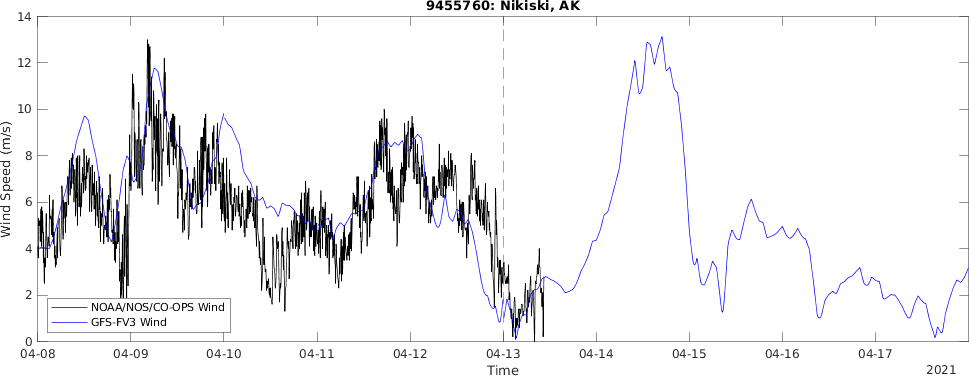 9455760: Nikiski, AK
Wind Speed (m/s)
14
12
10
8
6
4
2
0
NOAA/NOS/CO-OPS Wind
GFS-FV3 Wind
04-08 04-09 04-10 04-11 04-12 04-13 04-14 04-15 04-16 04-17
Time
2021